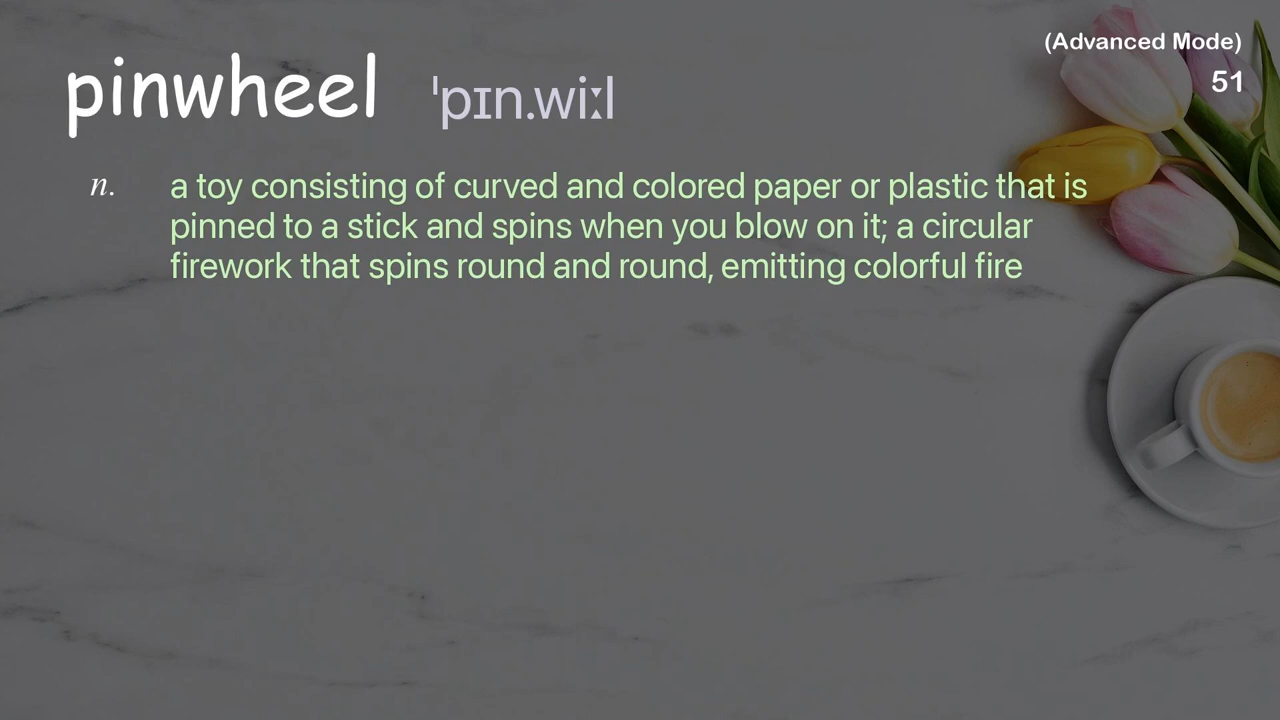 (Advanced Mode)
pinwheel ˈpɪn.wiːl
51
n. a toy consisting of curved and colored paper or plastic that is
pinned to a stick and spins when you blow on it; a circular
firework that spins round and round, emitting colorful fire